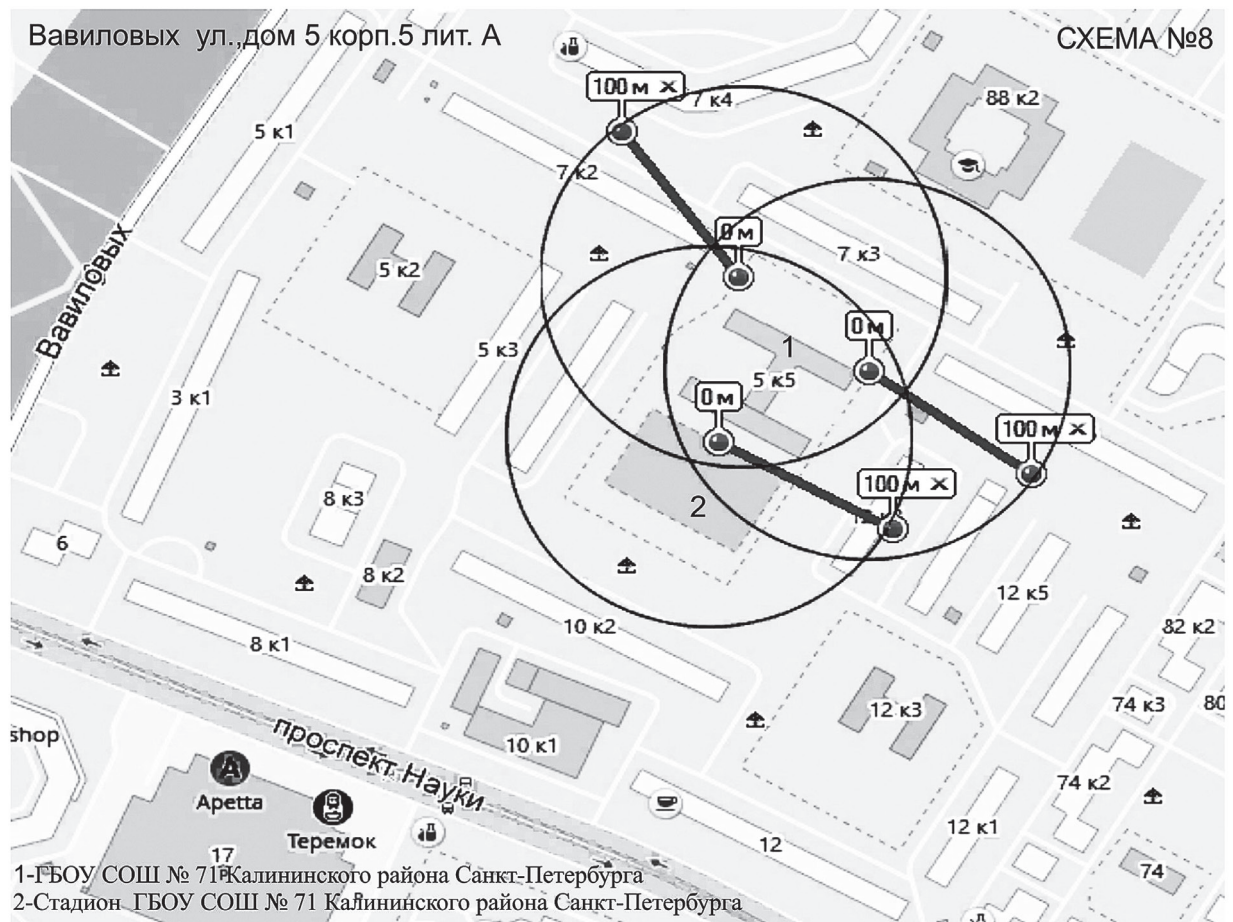 Вавиловых ул.,дом 5 корп.5 лит. А
СХЕМА №8
100 м ×
7 к4
88 к2
5 к1
7 к2
0 м
7 к3
5 к2
Вавиловых
0 м
1
5 к3
5 к5
3 к1
0 м
100 м ×
100 м ×
8 к3
2
6
8 к2
12 к5
10 к2
82 к2
8 к1
12 к3
74 к3
80
shop
10 к1
проспект Науки
74 к2
Apetta
Теремок
12 к1
12
17
74
1-ГБОУ СОШ № 71 Калининского района Санкт-Петербурга
2-Стадион ГБОУ СОШ № 71 Калининского района Санкт-Петербурга